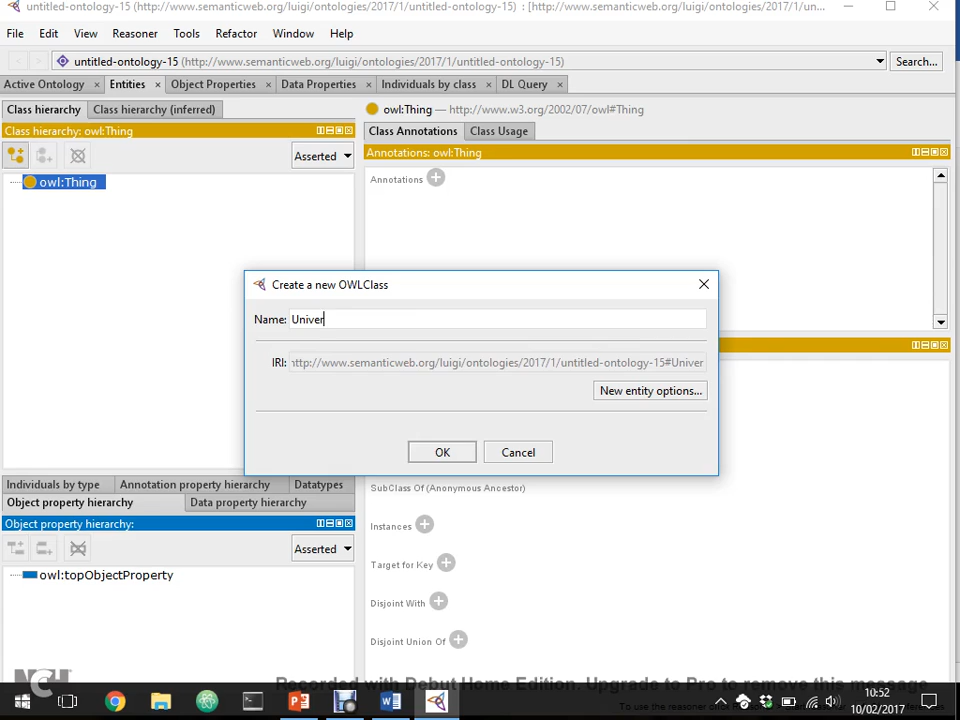 untitled-ontology-15 (http://www.semanticweb.org/luigi/ontologies/2017/1/untitled-ontology-15) : [http://www.semanticweb.org/luigi/ontologies/2017/1/un...
File Edit View Reasoner Tools Refactor Window Help
untitled-ontology-15 (http://www.semanticweb.org/luigi/ontologies/2017/1/untitled-ontology-15) Search...
Active Ontology × Entities × Object Properties × Data Properties × Individuals by class × DL Query ×
Class hierarchy Class hierarchy (inferred)
owl:Thing — http://www.w3.org/2002/07/owl#Thing
Class hierarchy: owl:Thing
Class Annotations Class Usage
Annotations: owl:Thing
Asserted
Annotations
owl:Thing
Create a new OWLClass
Name: Univer
IRI: http://www.semanticweb.org/luigi/ontologies/2017/1/untitled-ontology-15#Univer
New entity options...
OK Cancel
Individuals by type Annotation property hierarchy Datatypes
Object property hierarchy Data property hierarchy
Object property hierarchy:
Asserted
owl:topObjectProperty
SubClass Of (Anonymous Ancestor)
Instances
Target for Key
Disjoint With
Disjoint Union Of
NCH
Recorded with Debut Home Edition. Upgrade to Pro to remove this message
10:52
10/02/2017